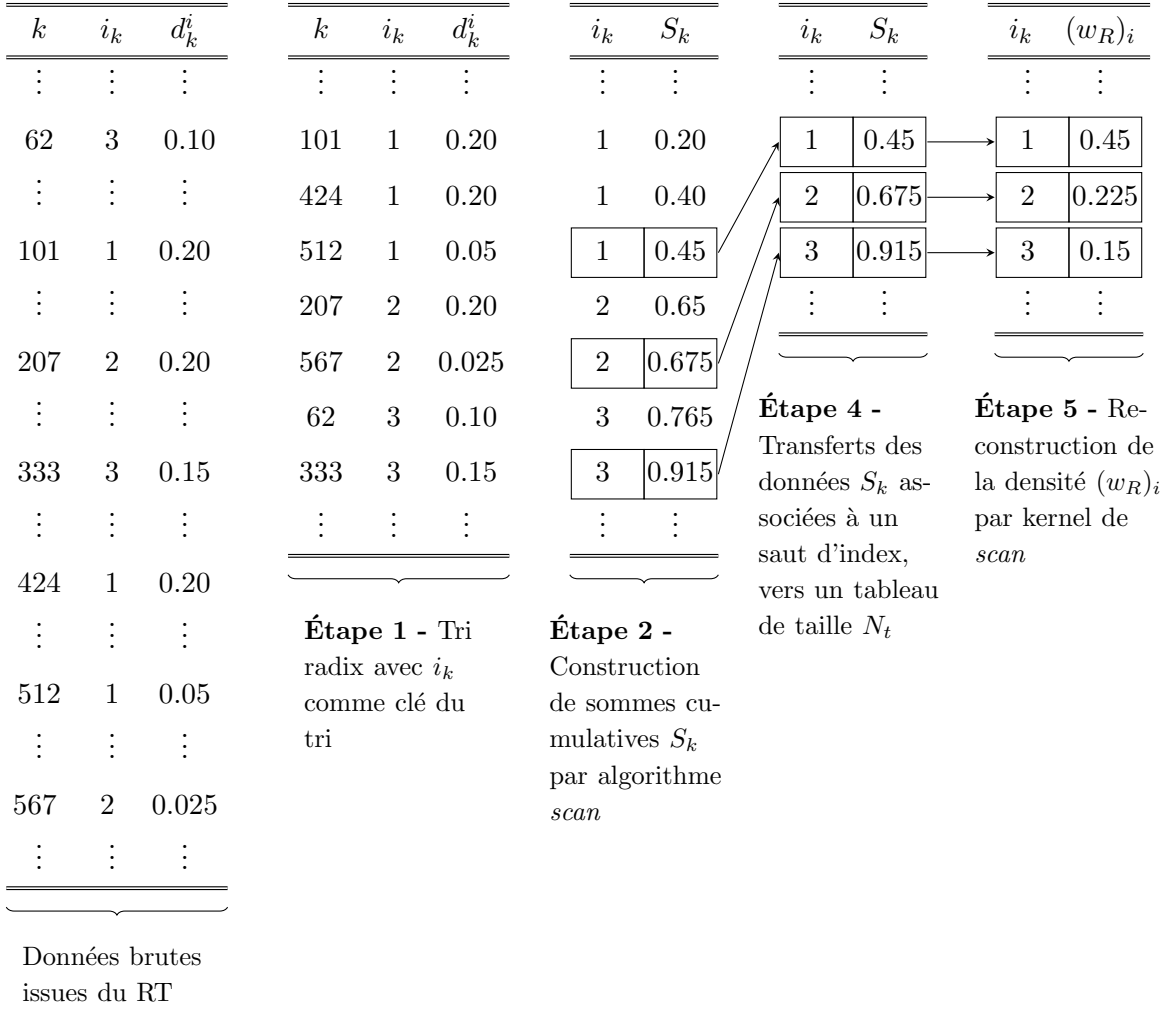 k i_k d_k^i
⋮ ⋮ ⋮
62 3 0.10
⋮ ⋮ ⋮
101 1 0.20
⋮ ⋮ ⋮
207 2 0.20
⋮ ⋮ ⋮
333 3 0.15
⋮ ⋮ ⋮
424 1 0.20
⋮ ⋮ ⋮
512 1 0.05
⋮ ⋮ ⋮
567 2 0.025
⋮ ⋮ ⋮
Données brutes
issues du RT
k i_k d_k^i
⋮ ⋮ ⋮
101 1 0.20
424 1 0.20
512 1 0.05
207 2 0.20
567 2 0.025
62 3 0.10
333 3 0.15
⋮ ⋮ ⋮
Étape 1 - Tri
radix avec i_k
comme clé du
tri
i_k S_k
⋮ ⋮
1 0.20
1 0.40
1 0.45
2 0.65
2 0.675
3 0.765
3 0.915
⋮ ⋮
Étape 2 -
Construction
de sommes cu-
mulatives S_k
par algorithme
scan
i_k S_k
⋮ ⋮
1 0.45
2 0.675
3 0.915
⋮ ⋮
Étape 4 -
Transferts des
données S_k as-
sociées à un
saut d'index,
vers un tableau
de taille N_t
i_k (w_R)_i
⋮ ⋮
1 0.45
2 0.225
3 0.15
⋮ ⋮
Étape 5 - Re-
construction de
la densité (w_R)_i
par kernel de
scan